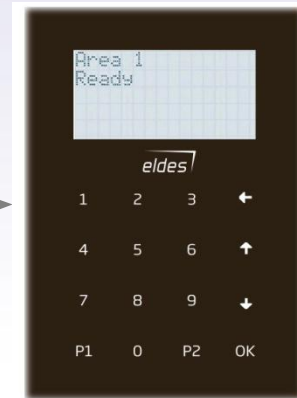 Area 1
Ready
eldes
1 2 3 ←
4 5 6 ↑
7 8 9 ↓
P1 0 P2 OK